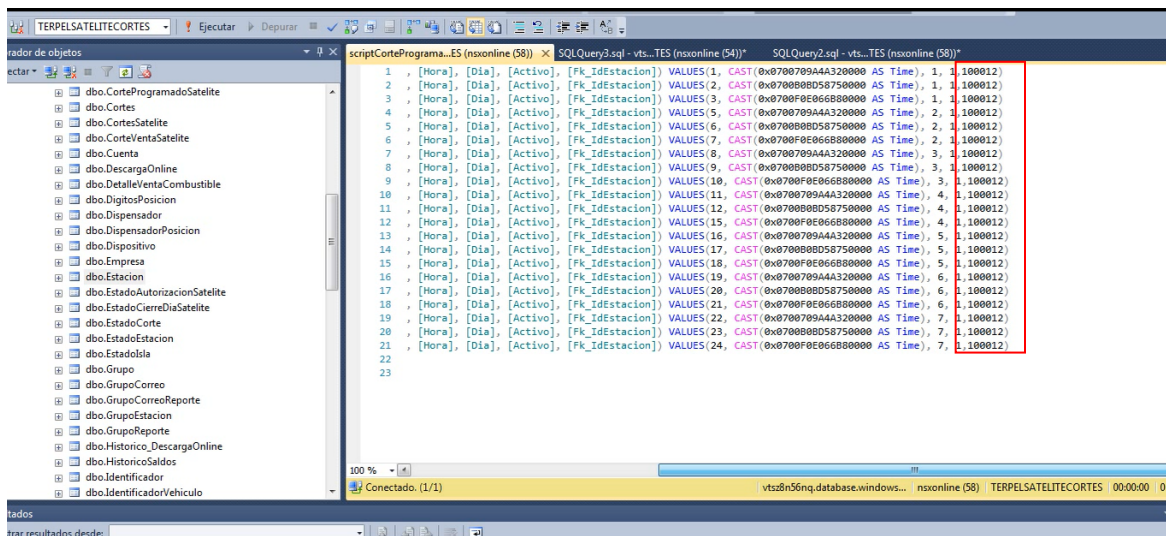 TERPELSATELITECORTES
Ejecutar
Depurar
rador de objetos
ectar
dbo.CorteProgramadoSatelite
dbo.Cortes
dbo.CortesSatelite
dbo.CorteVentaSatelite
dbo.Cuenta
dbo.DescargaOnline
dbo.DetalleVentaCombustible
dbo.DigitosPosicion
dbo.Dispensador
dbo.DispensadorPosicion
dbo.Dispositivo
dbo.Empresa
dbo.Estacion
dbo.EstadoAutorizacionSatelite
dbo.EstadoCierreDiaSatelite
dbo.EstadoCorte
dbo.EstadoEstacion
dbo.EstadoIsla
dbo.Grupo
dbo.GrupoCorreo
dbo.GrupoCorreoReporte
dbo.GrupoEstacion
dbo.GrupoReporte
dbo.Historico_DescargaOnline
dbo.HistoricoSaldos
dbo.Identificador
dbo.IdentificadorVehiculo
scriptCortePrograma...ES (nsxonline (58)) SQLQuery3.sql - vts...TES (nsxonline (54))* SQLQuery2.sql - vts...TES (nsxonline (58))*
1 , [Hora], [Dia], [Activo], [Fk_IdEstacion]) VALUES(1, CAST(0x0700709A4A320000 AS Time), 1, 1,100012)
2 , [Hora], [Dia], [Activo], [Fk_IdEstacion]) VALUES(2, CAST(0x0700B0BD58750000 AS Time), 1, 1,100012)
3 , [Hora], [Dia], [Activo], [Fk_IdEstacion]) VALUES(3, CAST(0x0700F0E066B80000 AS Time), 1, 1,100012)
4 , [Hora], [Dia], [Activo], [Fk_IdEstacion]) VALUES(5, CAST(0x0700709A4A320000 AS Time), 2, 1,100012)
5 , [Hora], [Dia], [Activo], [Fk_IdEstacion]) VALUES(6, CAST(0x0700B0BD58750000 AS Time), 2, 1,100012)
6 , [Hora], [Dia], [Activo], [Fk_IdEstacion]) VALUES(7, CAST(0x0700F0E066B80000 AS Time), 2, 1,100012)
7 , [Hora], [Dia], [Activo], [Fk_IdEstacion]) VALUES(8, CAST(0x0700709A4A320000 AS Time), 3, 1,100012)
8 , [Hora], [Dia], [Activo], [Fk_IdEstacion]) VALUES(9, CAST(0x0700B0BD58750000 AS Time), 3, 1,100012)
9 , [Hora], [Dia], [Activo], [Fk_IdEstacion]) VALUES(10, CAST(0x0700F0E066B80000 AS Time), 3, 1,100012)
10 , [Hora], [Dia], [Activo], [Fk_IdEstacion]) VALUES(11, CAST(0x0700709A4A320000 AS Time), 4, 1,100012)
11 , [Hora], [Dia], [Activo], [Fk_IdEstacion]) VALUES(12, CAST(0x0700B0BD58750000 AS Time), 4, 1,100012)
12 , [Hora], [Dia], [Activo], [Fk_IdEstacion]) VALUES(15, CAST(0x0700F0E066B80000 AS Time), 4, 1,100012)
13 , [Hora], [Dia], [Activo], [Fk_IdEstacion]) VALUES(16, CAST(0x0700709A4A320000 AS Time), 5, 1,100012)
14 , [Hora], [Dia], [Activo], [Fk_IdEstacion]) VALUES(17, CAST(0x0700B0BD58750000 AS Time), 5, 1,100012)
15 , [Hora], [Dia], [Activo], [Fk_IdEstacion]) VALUES(18, CAST(0x0700F0E066B80000 AS Time), 5, 1,100012)
16 , [Hora], [Dia], [Activo], [Fk_IdEstacion]) VALUES(19, CAST(0x0700709A4A320000 AS Time), 6, 1,100012)
17 , [Hora], [Dia], [Activo], [Fk_IdEstacion]) VALUES(20, CAST(0x0700B0BD58750000 AS Time), 6, 1,100012)
18 , [Hora], [Dia], [Activo], [Fk_IdEstacion]) VALUES(21, CAST(0x0700F0E066B80000 AS Time), 6, 1,100012)
19 , [Hora], [Dia], [Activo], [Fk_IdEstacion]) VALUES(22, CAST(0x0700709A4A320000 AS Time), 7, 1,100012)
20 , [Hora], [Dia], [Activo], [Fk_IdEstacion]) VALUES(23, CAST(0x0700B0BD58750000 AS Time), 7, 1,100012)
21 , [Hora], [Dia], [Activo], [Fk_IdEstacion]) VALUES(24, CAST(0x0700F0E066B80000 AS Time), 7, 1,100012)
22
23
100 %
Conectado. (1/1) vtsz8n56nq.database.windows... nsxonline (58) TERPELSATELITECORTES 00:00:00 0
tados
trar resultados desde: